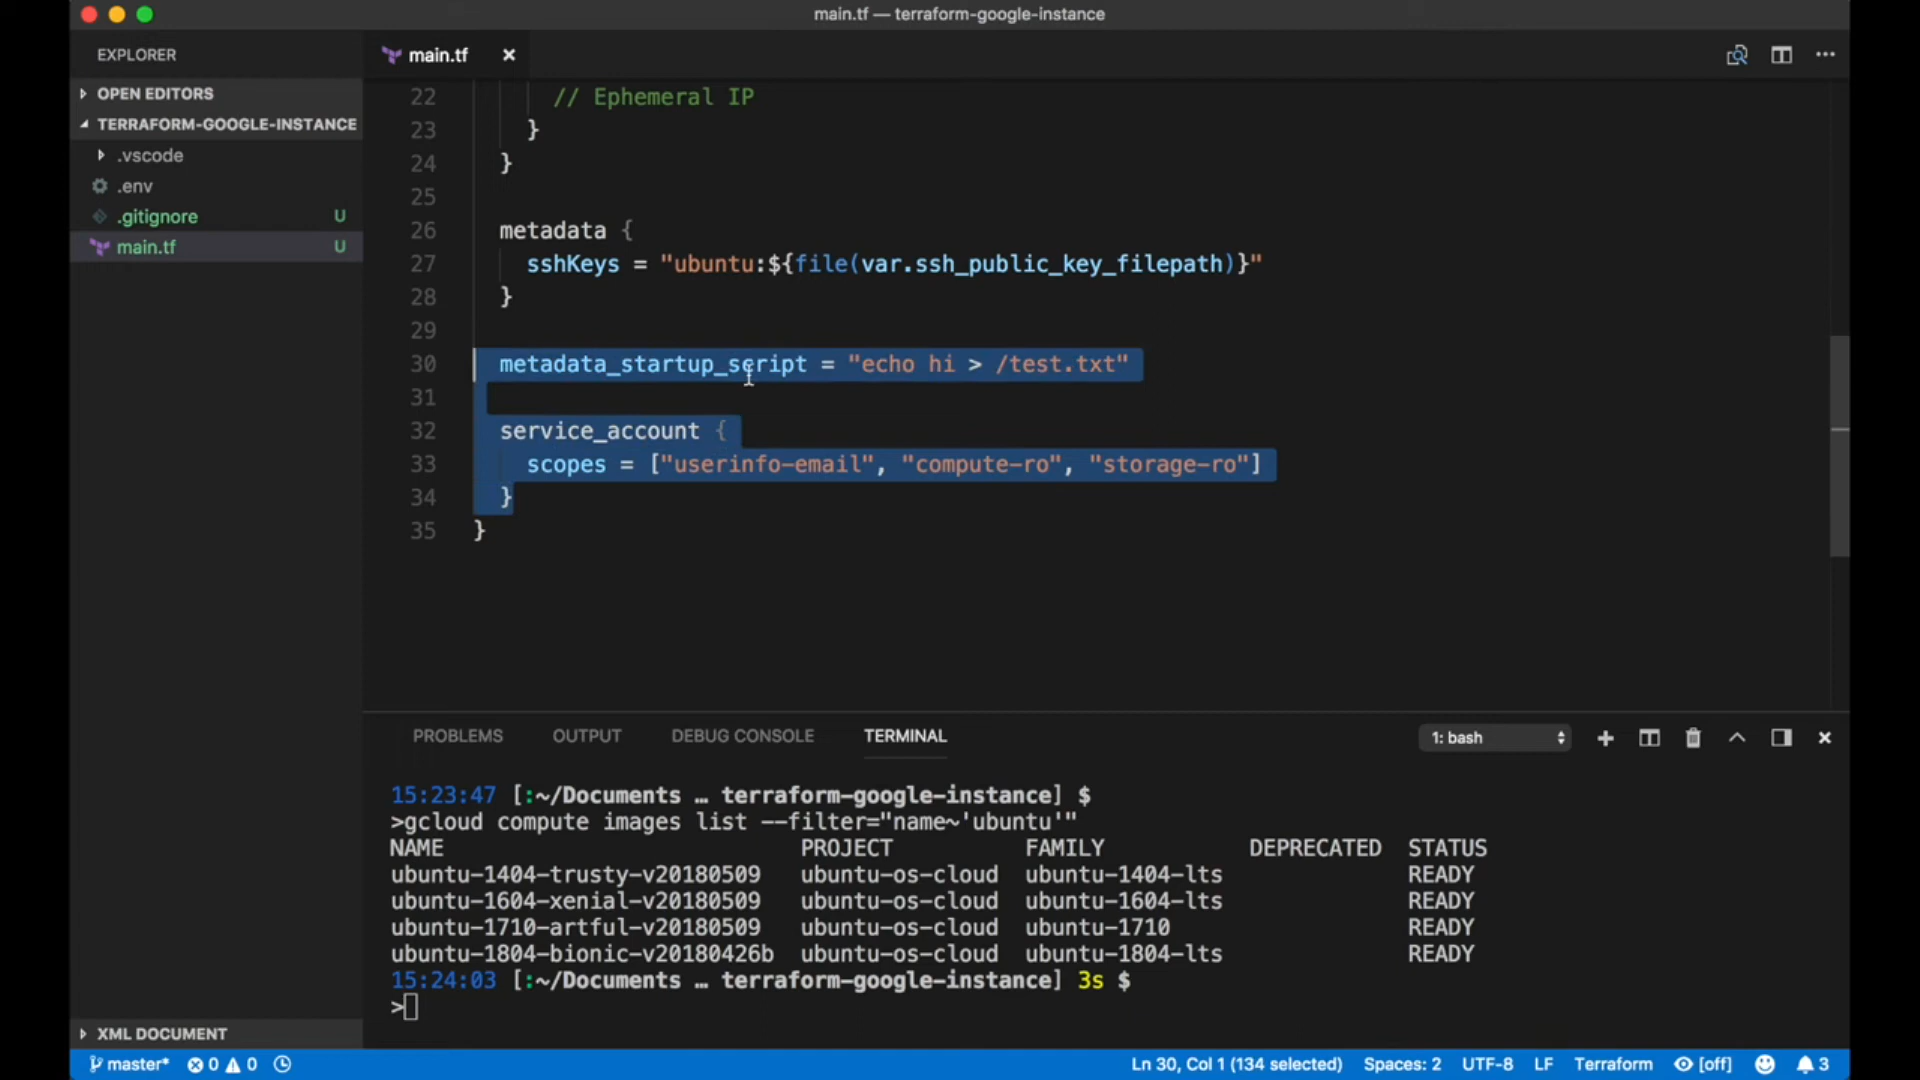 main.tf — terraform-google-instance
EXPLORER
OPEN EDITORS
TERRAFORM-GOOGLE-INSTANCE
.vscode
.env
.gitignore U
main.tf U
XML DOCUMENT
main.tf
22 // Ephemeral IP
23 }
24 }
25
26 metadata {
27 sshKeys = "ubuntu:${file(var.ssh_public_key_filepath)}"
28 }
29
30 metadata_startup_script = "echo hi > /test.txt"
31
32 service_account {
33 scopes = ["userinfo-email", "compute-ro", "storage-ro"]
34 }
35 }
PROBLEMS OUTPUT DEBUG CONSOLE TERMINAL 1: bash
15:23:47 [:~/Documents … terraform-google-instance] $
>gcloud compute images list --filter="name~'ubuntu'"
NAME PROJECT FAMILY DEPRECATED STATUS
ubuntu-1404-trusty-v20180509 ubuntu-os-cloud ubuntu-1404-lts READY
ubuntu-1604-xenial-v20180509 ubuntu-os-cloud ubuntu-1604-lts READY
ubuntu-1710-artful-v20180509 ubuntu-os-cloud ubuntu-1710 READY
ubuntu-1804-bionic-v20180426b ubuntu-os-cloud ubuntu-1804-lts READY
15:24:03 [:~/Documents … terraform-google-instance] 3s $
>
master* 0 0 Ln 30, Col 1 (134 selected) Spaces: 2 UTF-8 LF Terraform [off] 3